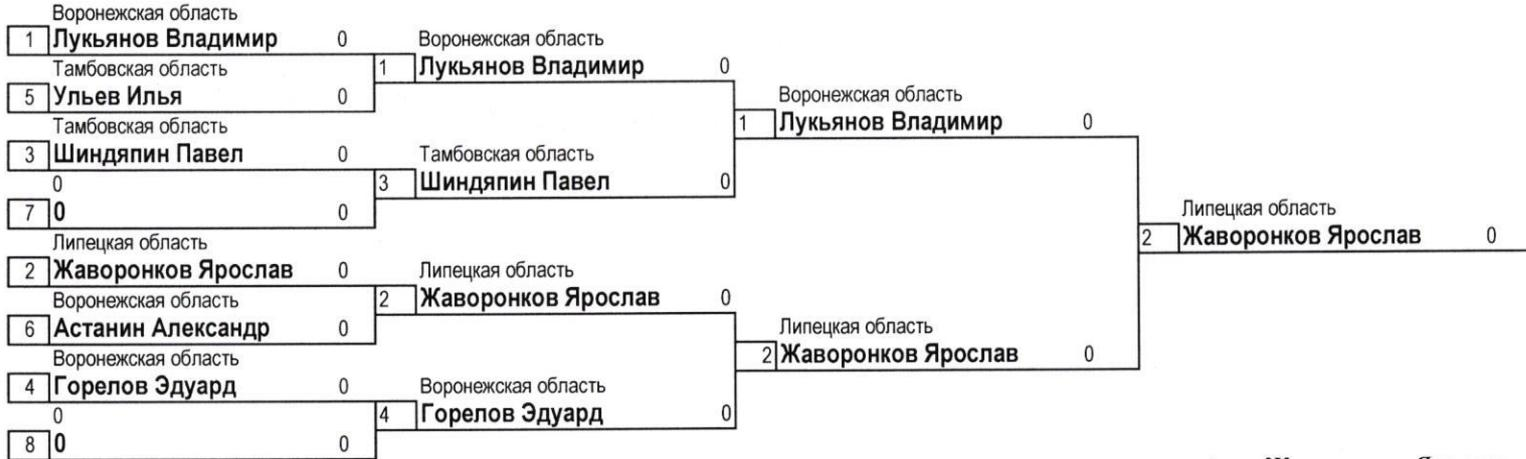 Воронежская область
1 Лукьянов Владимир 0
Тамбовская область
5 Ульев Илья 0
Тамбовская область
3 Шиндяпин Павел 0
0
7 0 0
Липецкая область
2 Жаворонков Ярослав 0
Воронежская область
6 Астанин Александр 0
Воронежская область
4 Горелов Эдуард 0
0
8 0 0
Воронежская область
1 Лукьянов Владимир 0
Тамбовская область
3 Шиндяпин Павел 0
Липецкая область
2 Жаворонков Ярослав 0
Воронежская область
4 Горелов Эдуард 0
Воронежская область
1 Лукьянов Владимир 0
Липецкая область
2 Жаворонков Ярослав 0
Липецкая область
2 Жаворонков Ярослав 0